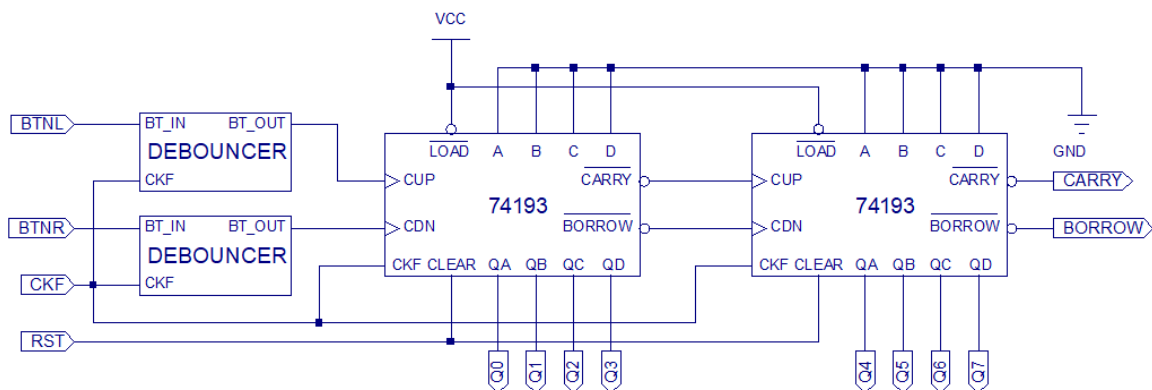 VCC
BTNL
BT_IN BT_OUT
DEBOUNCER
CKF
BTNR
BT_IN BT_OUT
DEBOUNCER
CKF
CKF
RST
LOAD A B C D
CUP CARRY
74193
CDN BORROW
CKF CLEAR QA QB QC QD
Q0 Q1 Q2 Q3
LOAD A B C D
CUP CARRY
74193
CDN BORROW
CKF CLEAR QA QB QC QD
Q4 Q5 Q6 Q7
GND
CARRY
BORROW